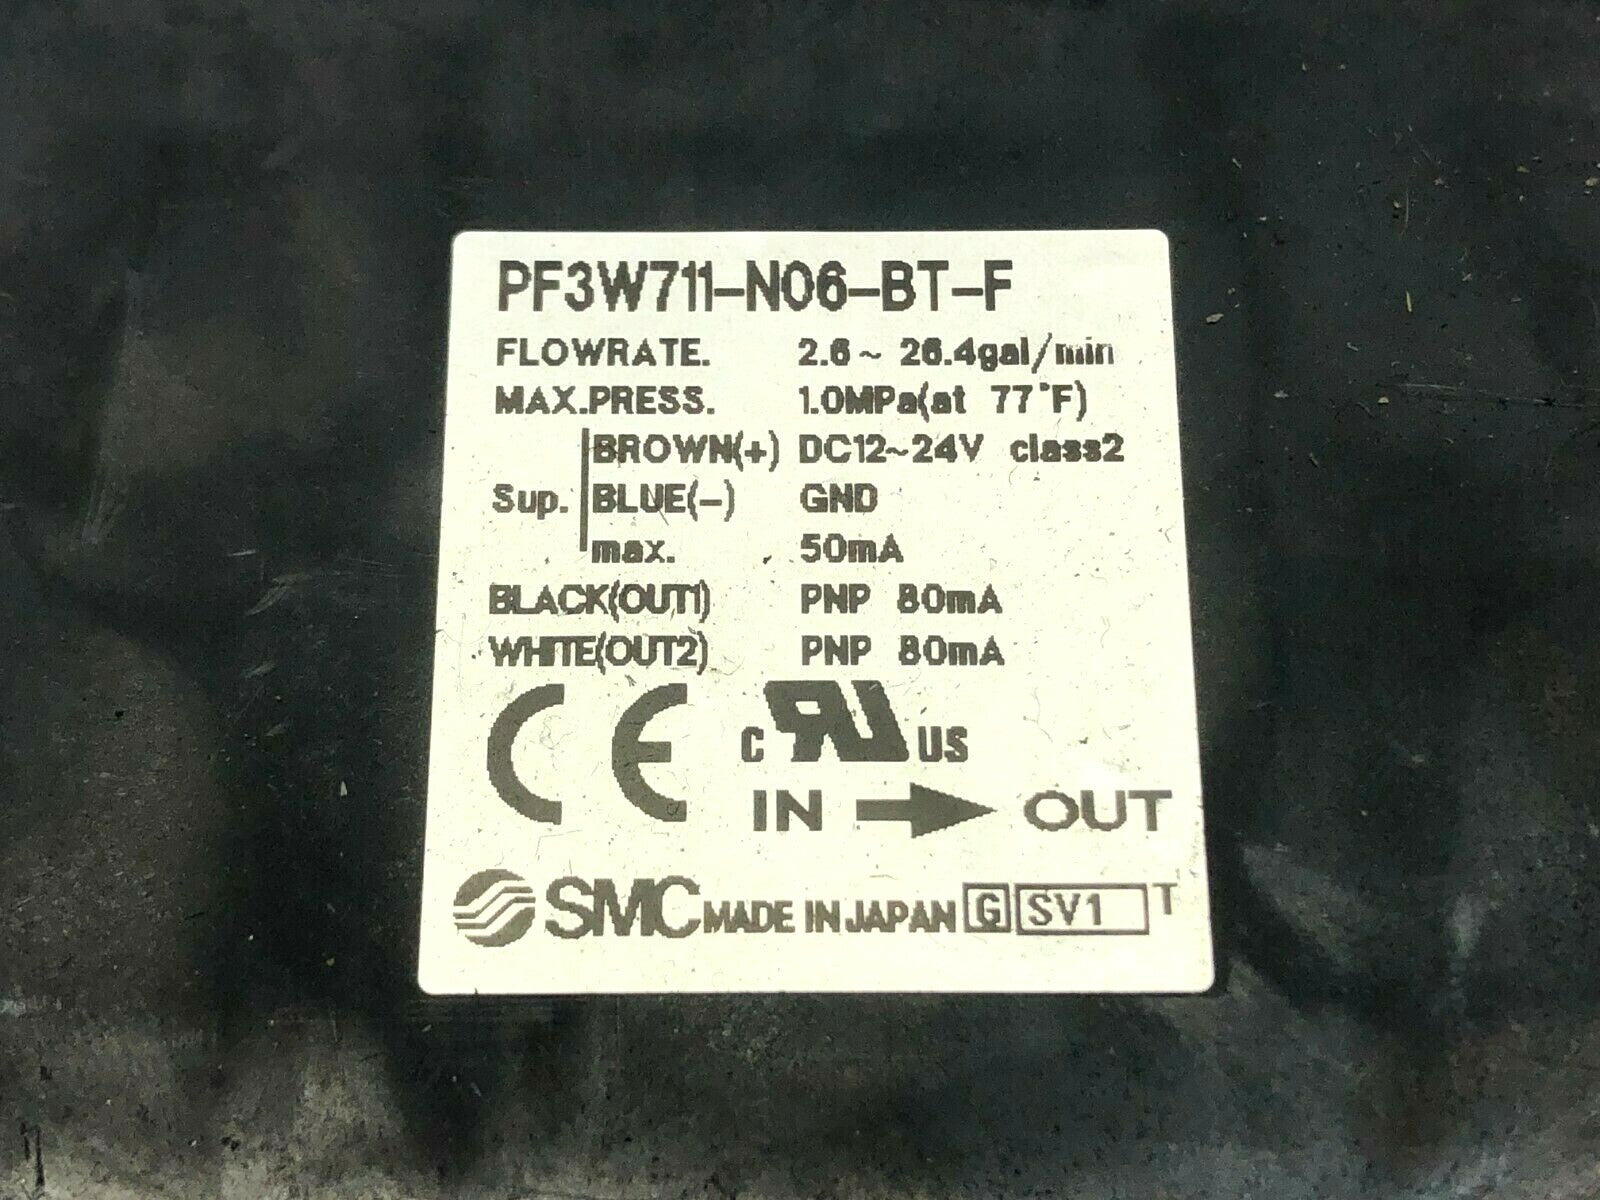 PF3W711-N06-BT-F
FLOWRATE. 2.6~ 26.4gal/min
MAX.PRESS. 1.0MPa(at 77°F)
BROWN(+) DC12~24V class2
Sup. BLUE(-) GND
max. 50mA
BLACK(OUT1) PNP 80mA
WHITE(OUT2) PNP 80mA
CE c RU US
IN OUT
SMC MADE IN JAPAN G SV1 T